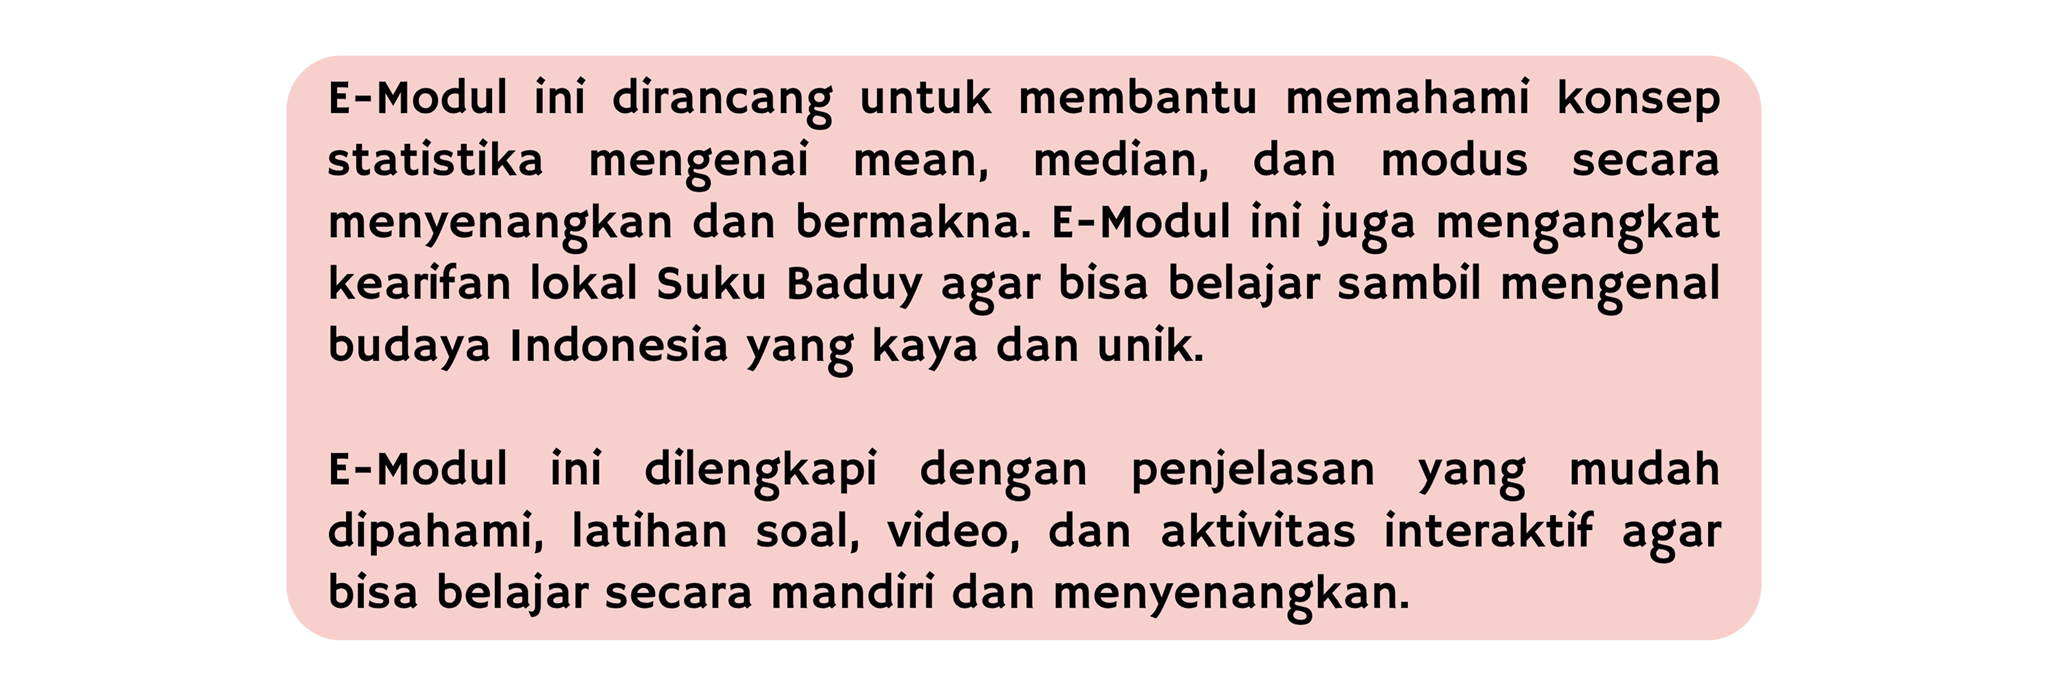 E-Modul ini dirancang untuk membantu memahami konsep
statistika mengenai mean, median, dan modus secara
menyenangkan dan bermakna. E-Modul ini juga mengangkat
kearifan lokal Suku Baduy agar bisa belajar sambil mengenal
budaya Indonesia yang kaya dan unik.
E-Modul ini dilengkapi dengan penjelasan yang mudah
dipahami, latihan soal, video, dan aktivitas interaktif agar
bisa belajar secara mandiri dan menyenangkan.